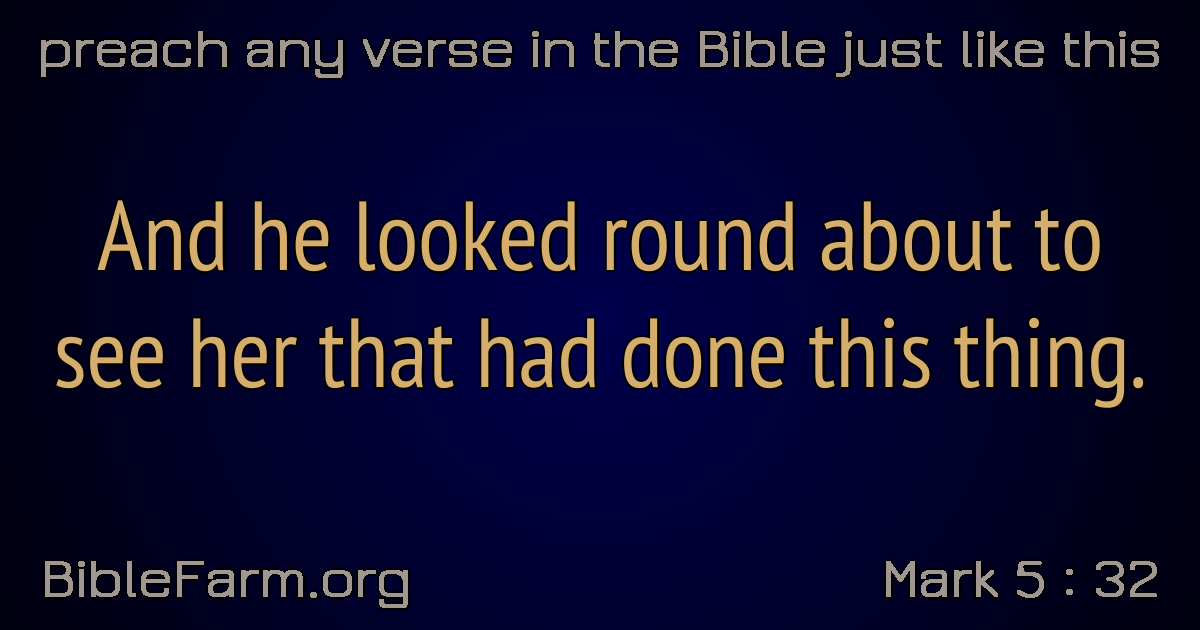 preach any verse in the Bible just like this
And he looked round about to
see her that had done this thing.
BibleFarm.org
Mark 5 : 32